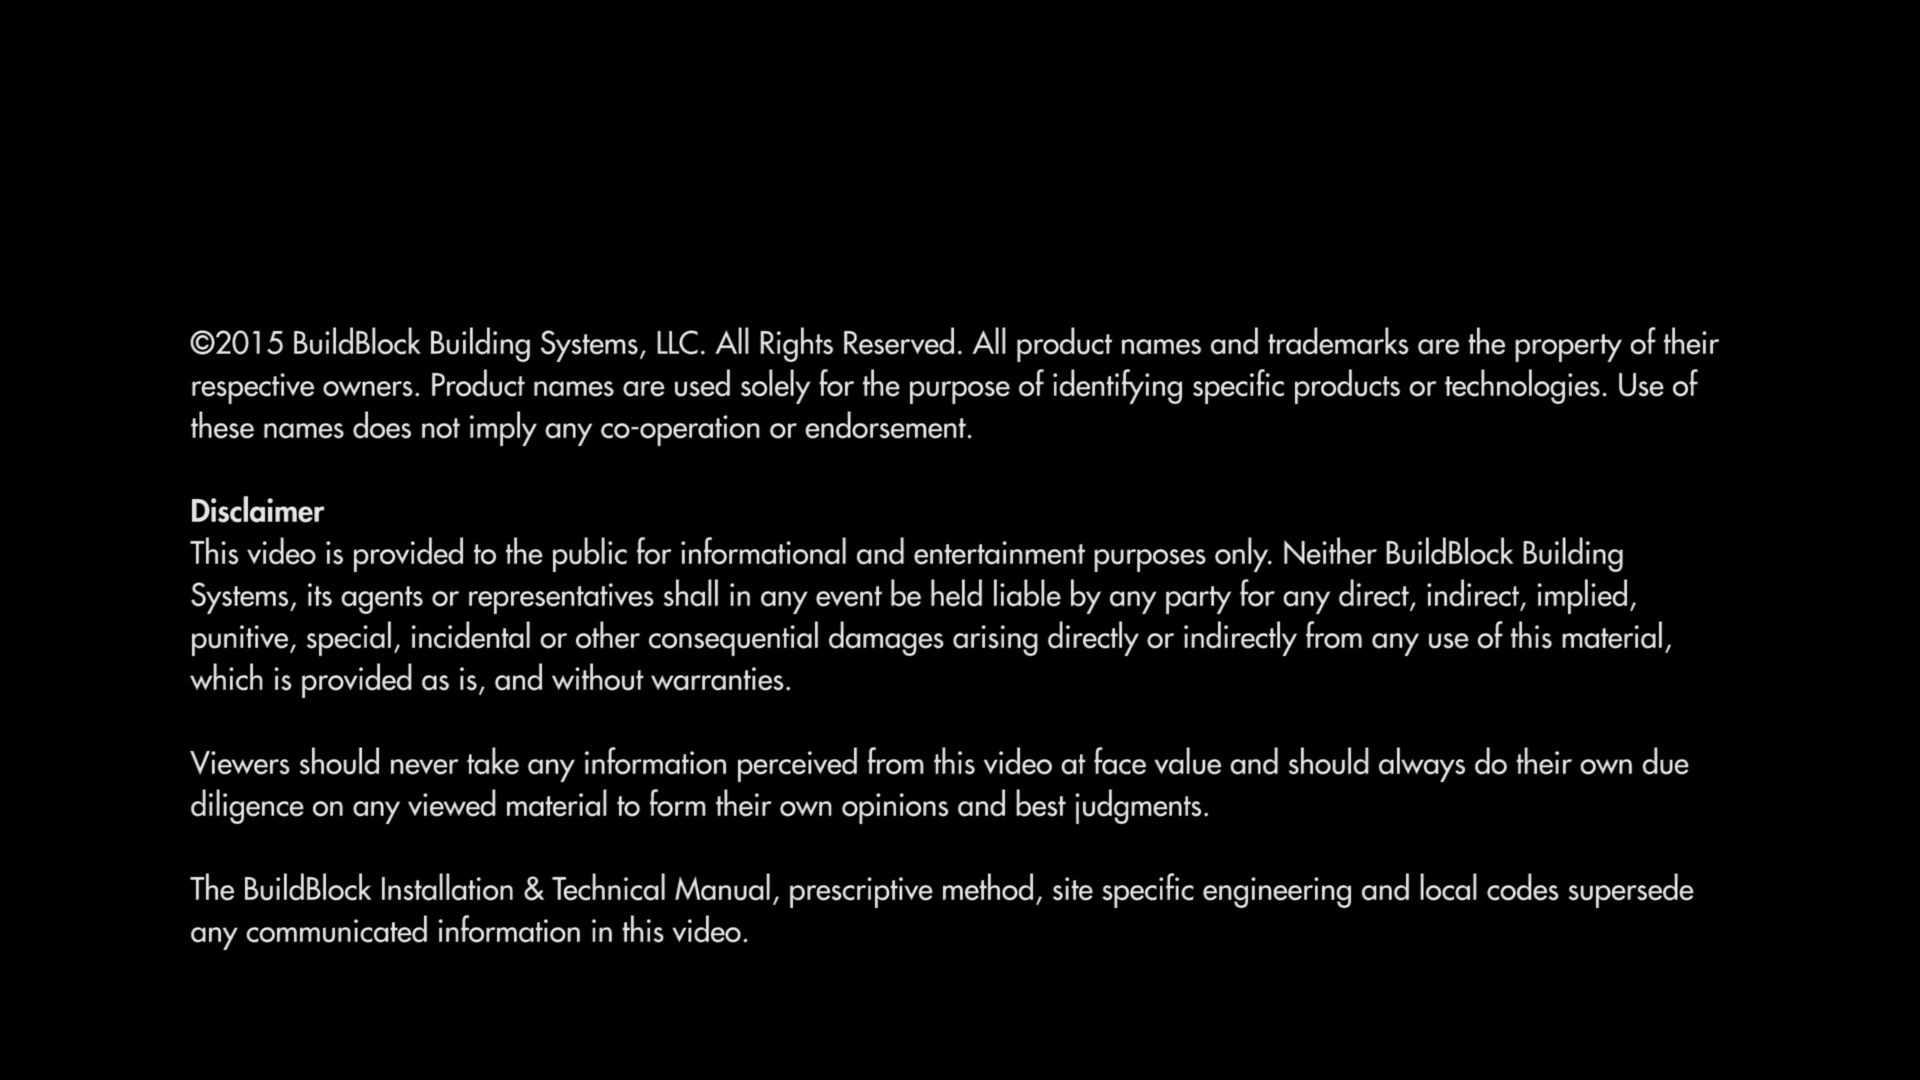 ©2015 BuildBlock Building Systems, LLC. All Rights Reserved. All product names and trademarks are the property of their
respective owners. Product names are used solely for the purpose of identifying specific products or technologies. Use of
these names does not imply any co-operation or endorsement.
Disclaimer
This video is provided to the public for informational and entertainment purposes only. Neither BuildBlock Building
Systems, its agents or representatives shall in any event be held liable by any party for any direct, indirect, implied,
punitive, special, incidental or other consequential damages arising directly or indirectly from any use of this material,
which is provided as is, and without warranties.
Viewers should never take any information perceived from this video at face value and should always do their own due
diligence on any viewed material to form their own opinions and best judgments.
The BuildBlock Installation & Technical Manual, prescriptive method, site specific engineering and local codes supersede
any communicated information in this video.